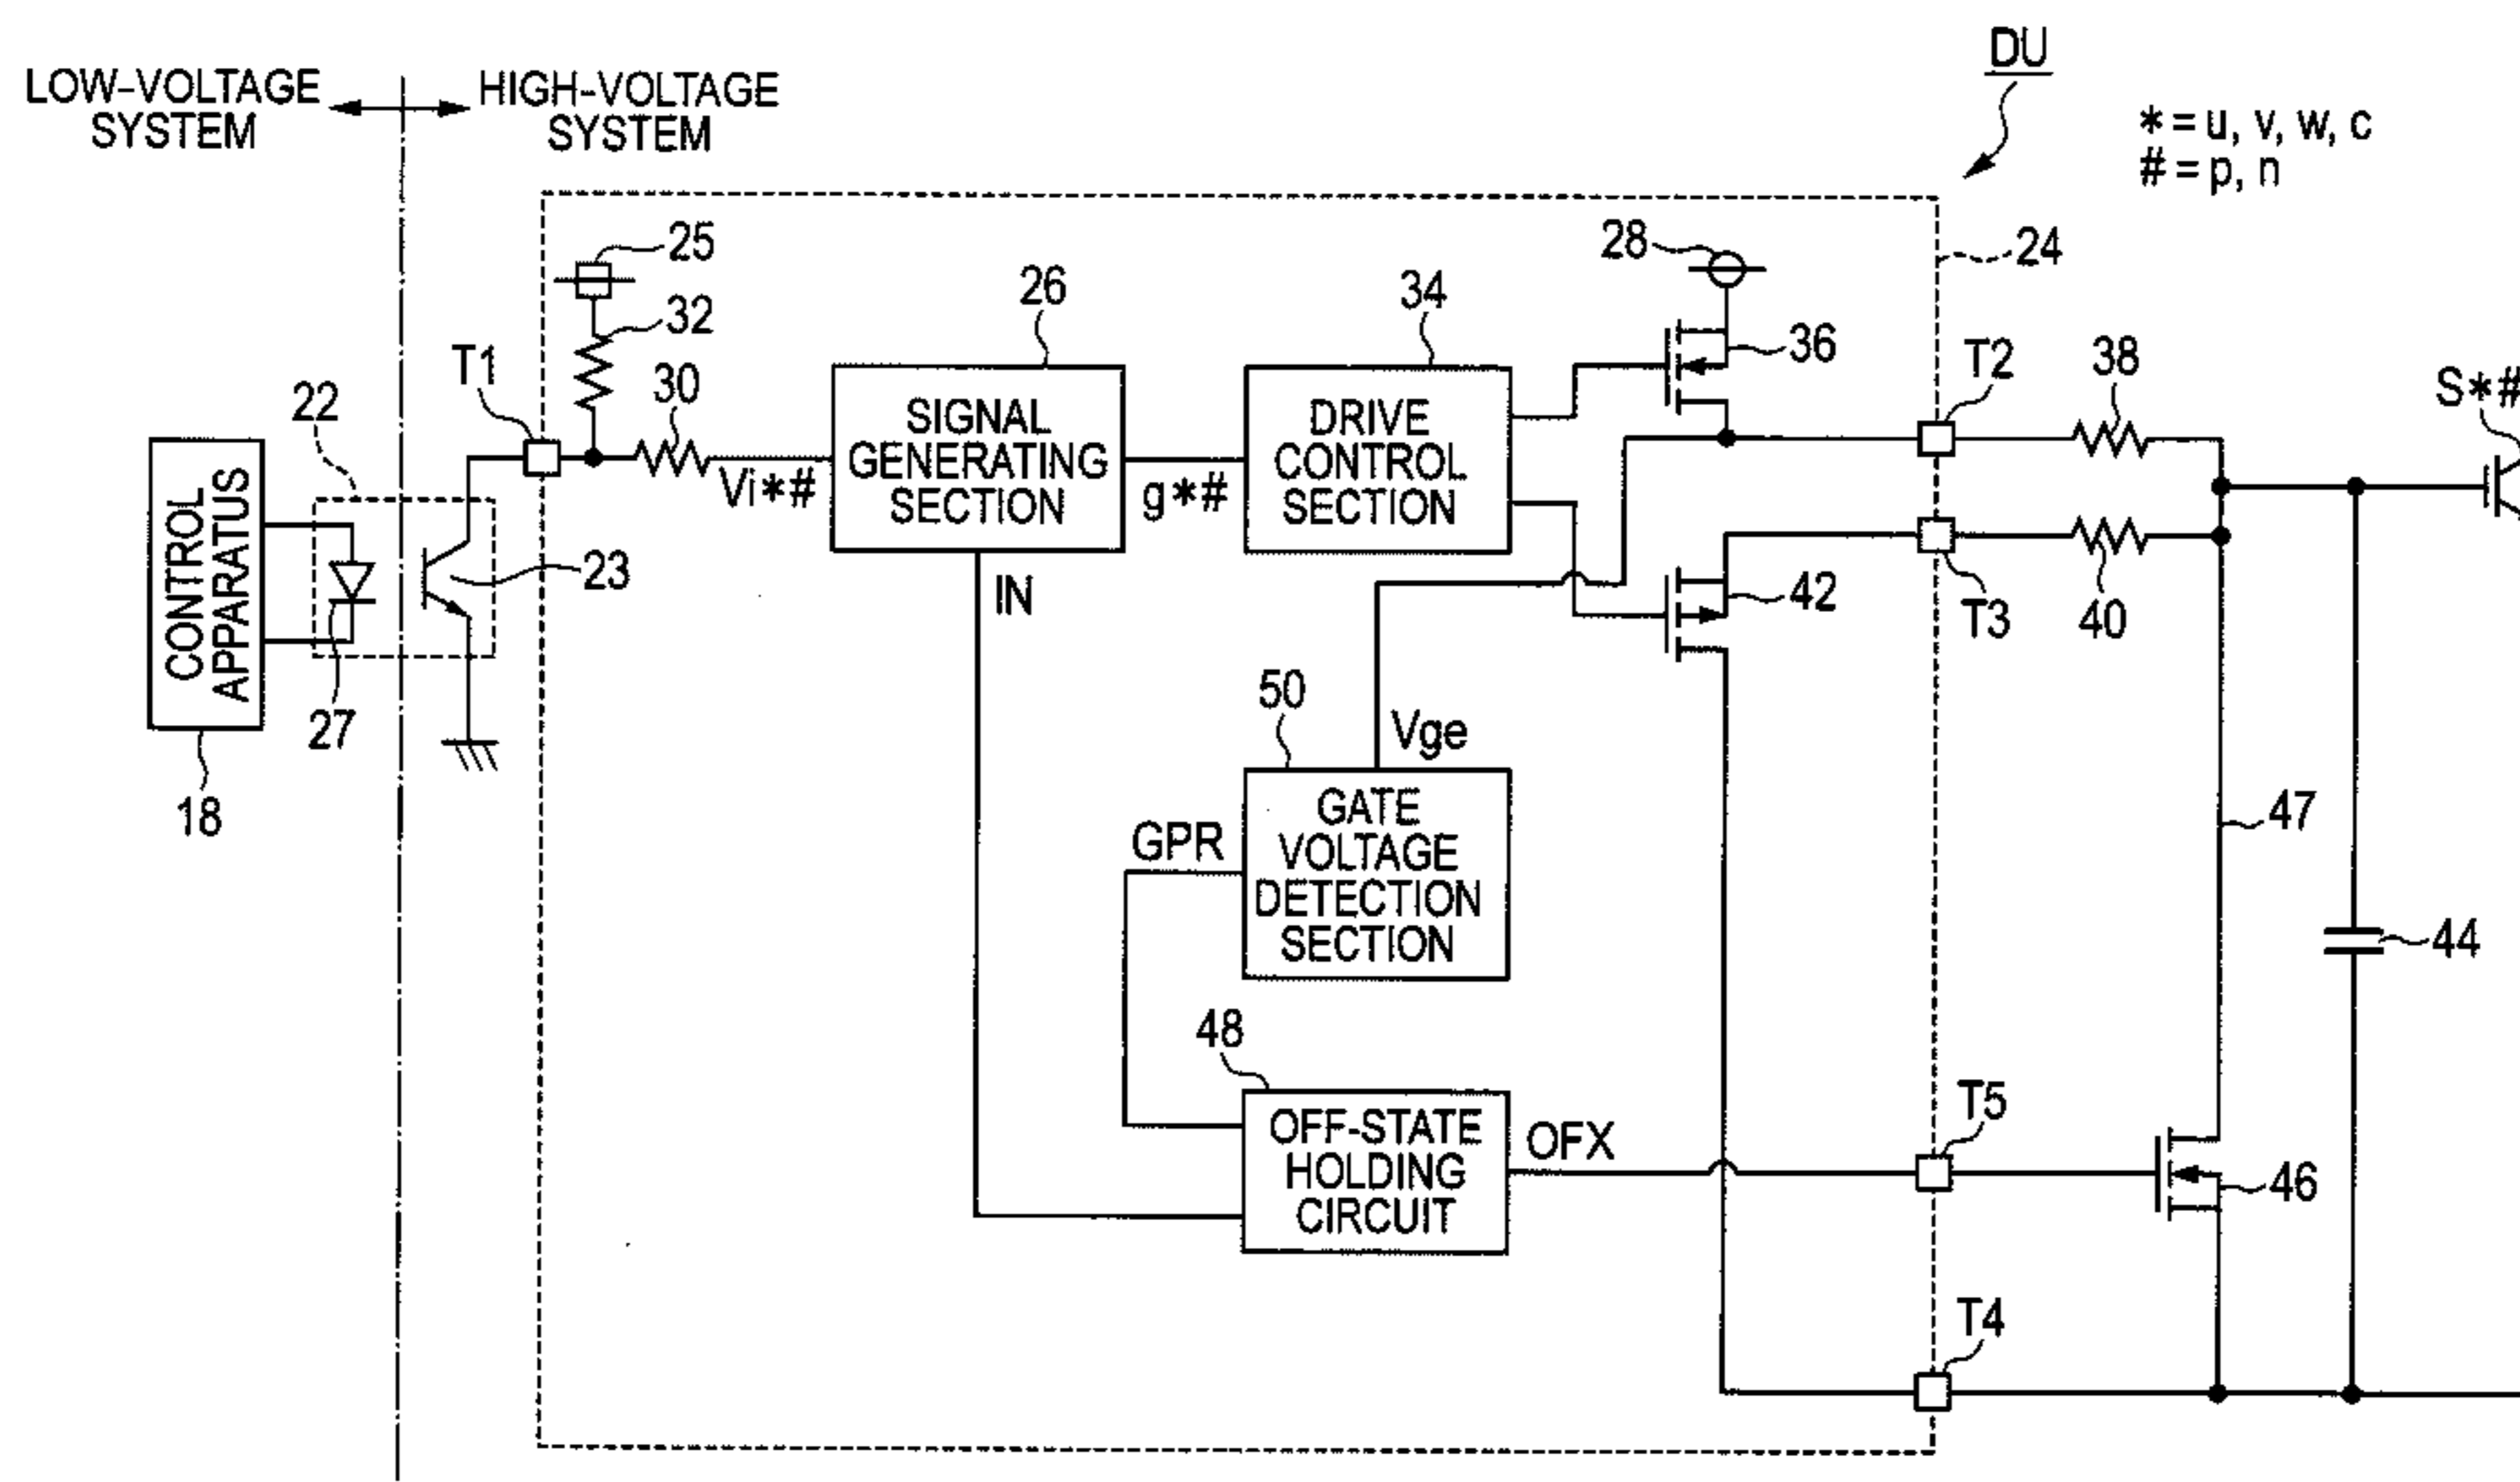 DU
LOW-VOLTAGE
SYSTEM
HIGH-VOLTAGE
SYSTEM
* = u, v, w, c
# = p, n
25
32
30
T1
22
Vi*#
26
SIGNAL
GENERATING
SECTION
g*#
34
DRIVE
CONTROL
SECTION
28
36
24
T2
38
S*#
CONTROL
APPARATUS
18
27
23
IN
42
T3
40
50
Vge
GATE
VOLTAGE
DETECTION
SECTION
GPR
47
44
48
OFF-STATE
HOLDING
CIRCUIT
OFX
T5
46
T4